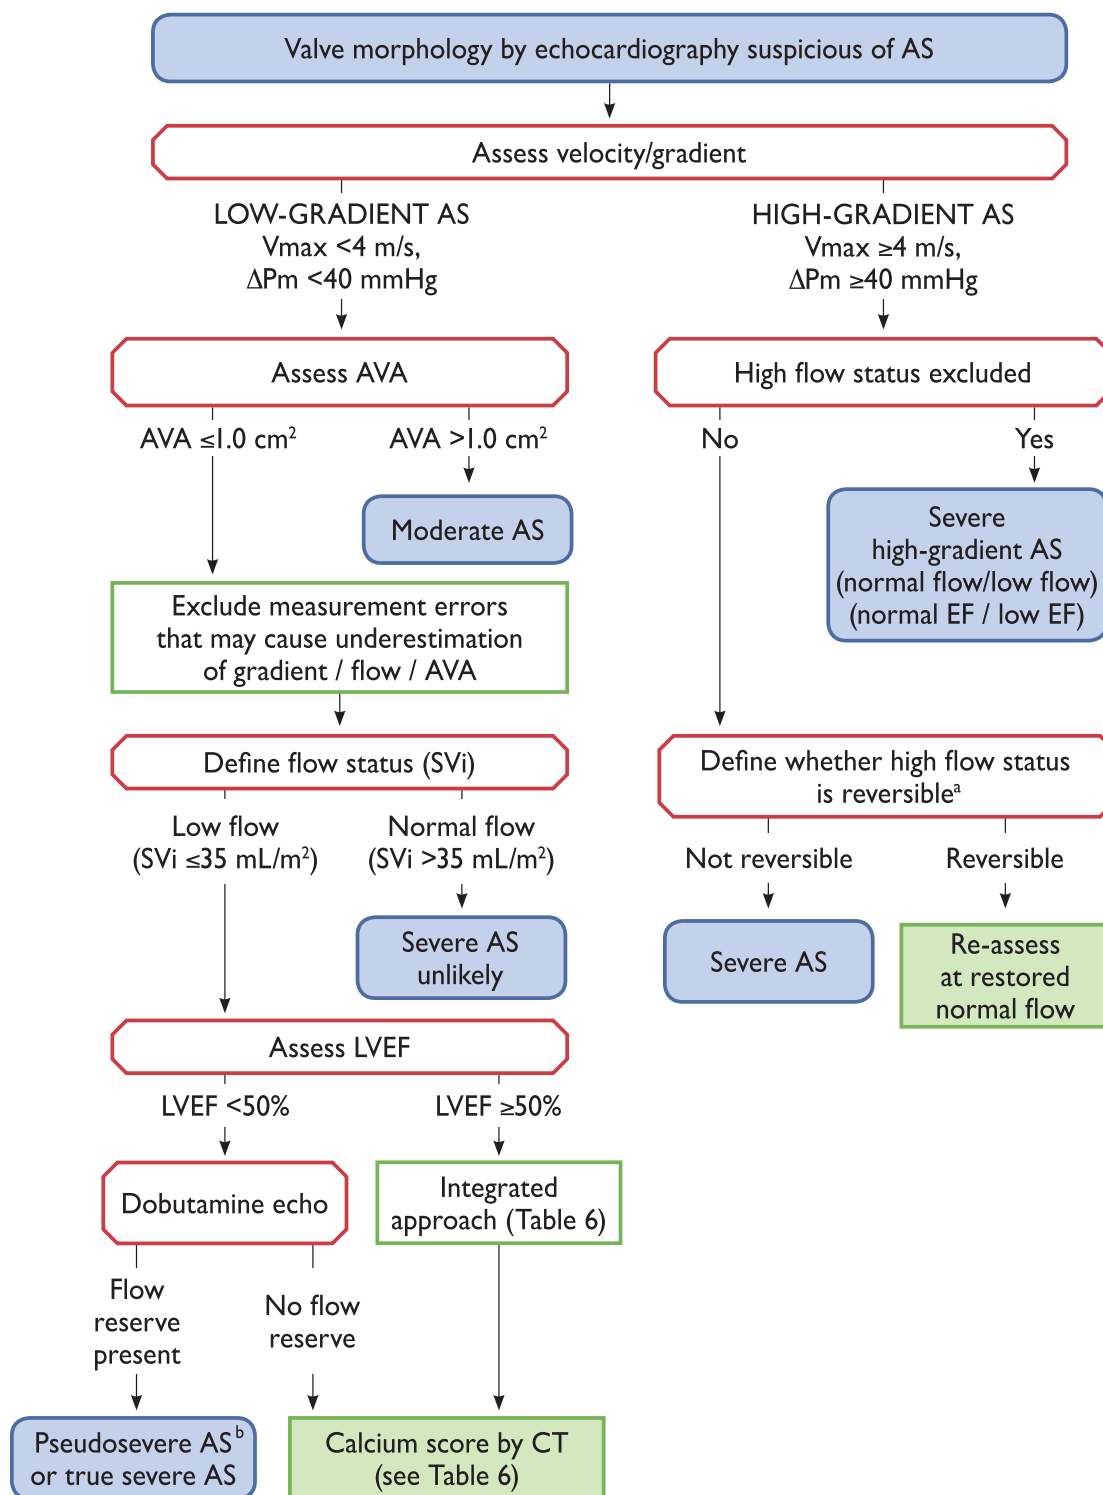 Valve morphology by echocardiography suspicious of AS
Assess velocity/gradient
LOW-GRADIENT AS
Vmax <4 m/s,
ΔPm <40 mmHg
HIGH-GRADIENT AS
Vmax ≥4 m/s,
ΔPm ≥40 mmHg
Assess AVA
High flow status excluded
AVA ≤1.0 cm²
AVA >1.0 cm²
No
Yes
Moderate AS
Severe
high-gradient AS
(normal flow/low flow)
(normal EF / low EF)
Exclude measurement errors
that may cause underestimation
of gradient / flow / AVA
Define flow status (SVi)
Define whether high flow status
is reversibleᵃ
Low flow
(SVi ≤35 mL/m²)
Normal flow
(SVi >35 mL/m²)
Not reversible
Reversible
Severe AS
unlikely
Severe AS
Re-assess
at restored
normal flow
Assess LVEF
LVEF <50%
LVEF ≥50%
Dobutamine echo
Integrated
approach (Table 6)
Flow
reserve
present
No flow
reserve
Pseudosevere ASᵇ
or true severe AS
Calcium score by CT
(see Table 6)